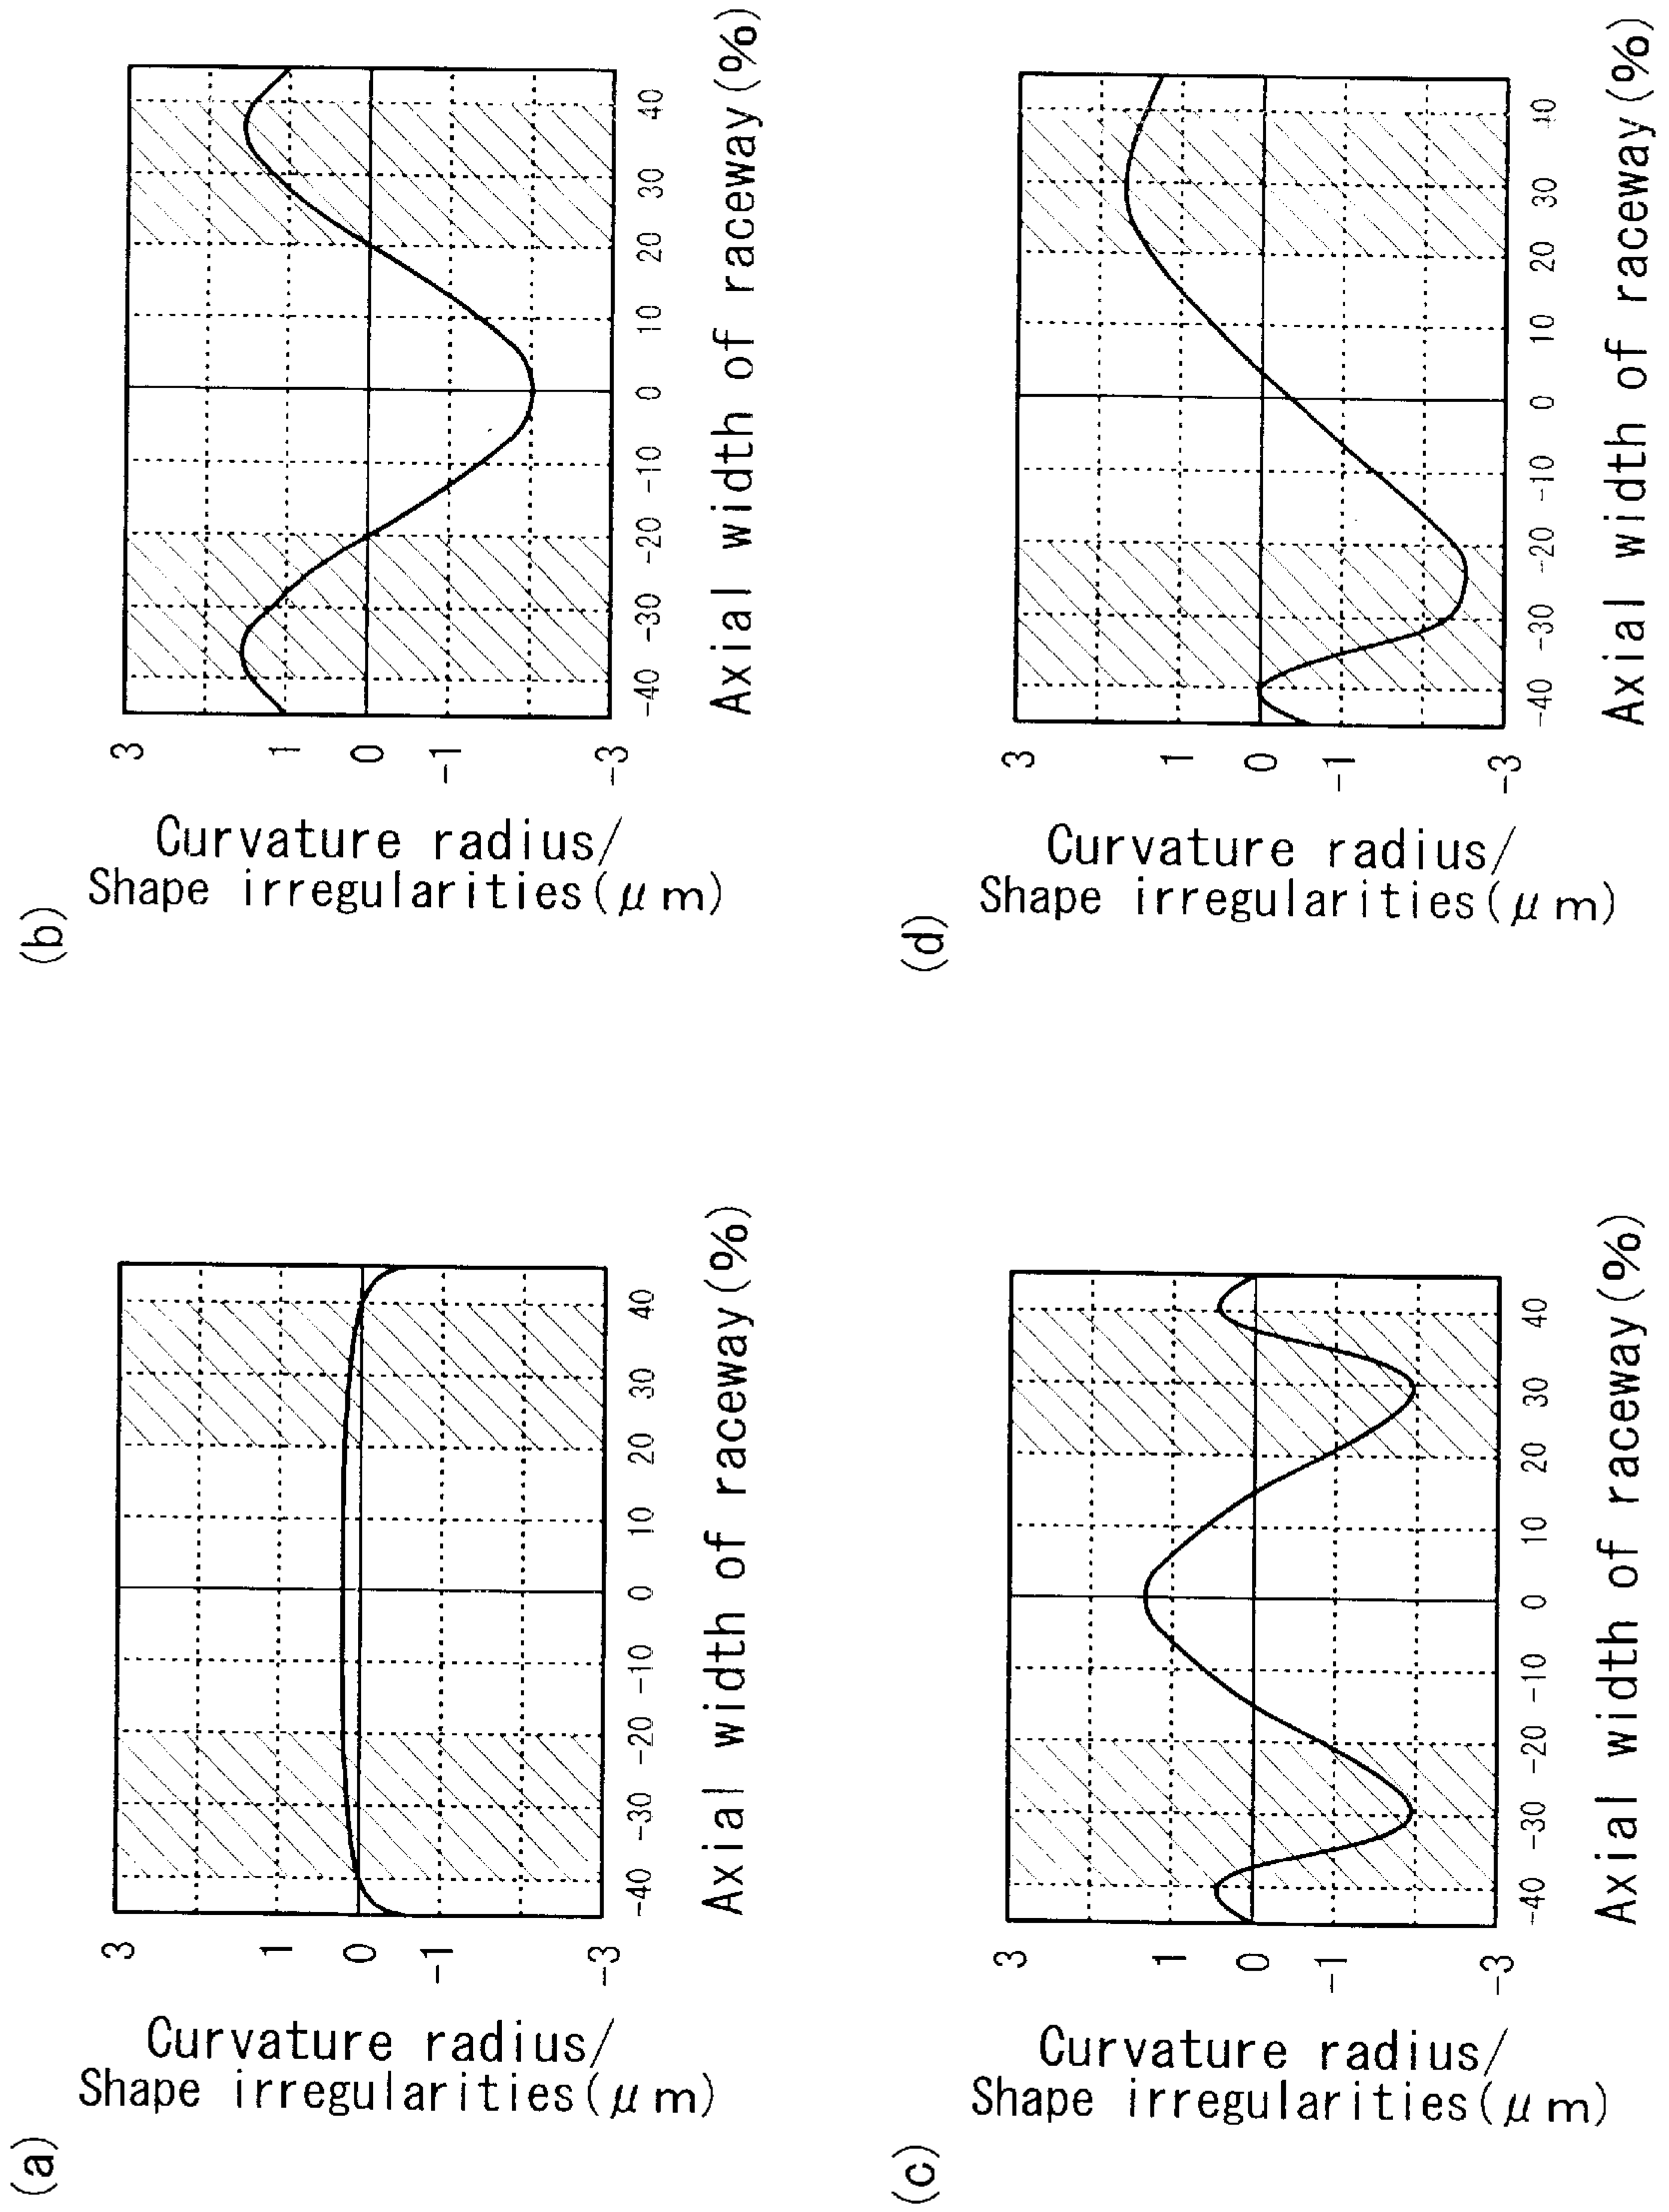 (a)
Curvature radius/
Shape irregularities(μm)
3
1
0
-1
-3
-40 -30 -20 -10 0 10 20 30 40
Axial width of raceway(%)
(b)
Curvature radius/
Shape irregularities(μm)
3
1
0
-1
-3
-40 -30 -20 -10 0 10 20 30 40
Axial width of raceway(%)
(c)
Curvature radius/
Shape irregularities(μm)
3
1
0
-1
-3
-40 -30 -20 -10 0 10 20 30 40
Axial width of raceway(%)
(d)
Curvature radius/
Shape irregularities(μm)
3
1
0
-1
-3
-40 -30 -20 -10 0 10 20 30 40
Axial width of raceway(%)